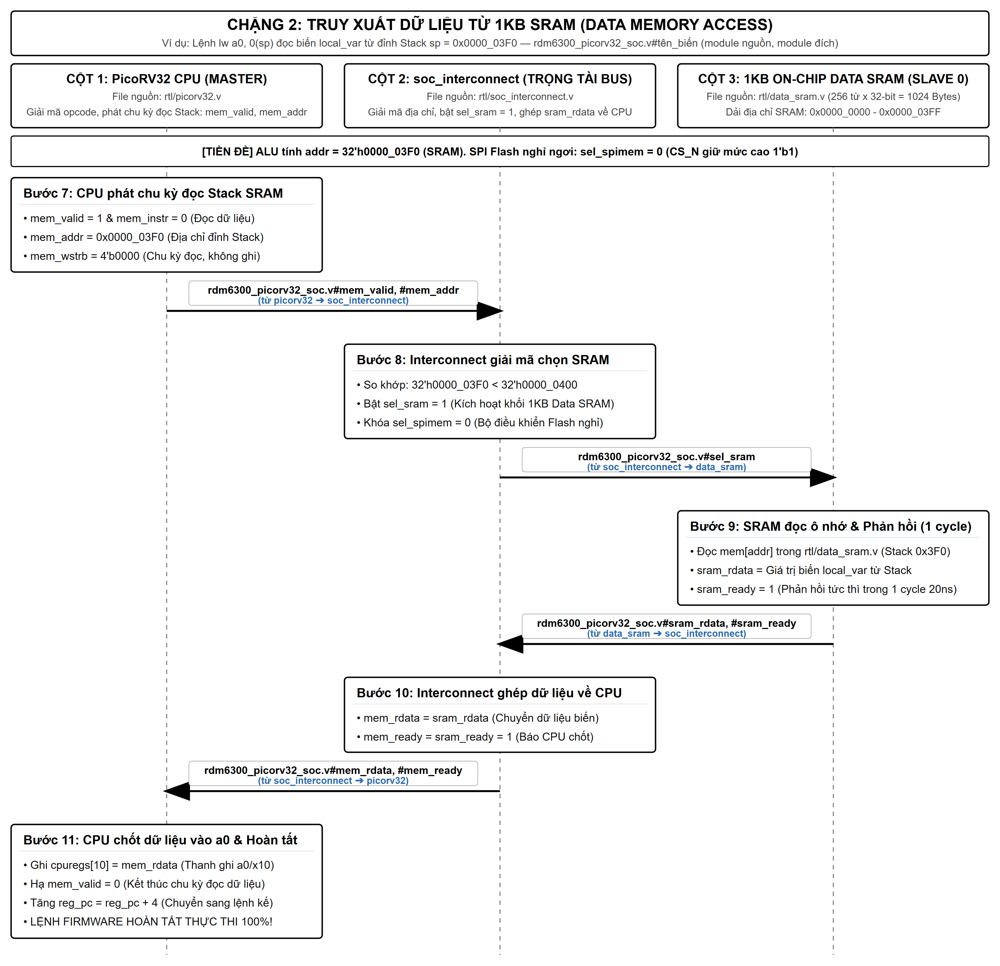 CHẶNG 2: TRUY XUẤT DỮ LIỆU TỪ 1KB SRAM (DATA MEMORY ACCESS)
Ví dụ: Lệnh lw a0, 0(sp) đọc biến local_var từ đỉnh Stack sp = 0x0000_03F0 — rdm6300_picorv32_soc.v#tên_biến (module nguồn, module đích)
CỘT 1: PicoRV32 CPU (MASTER)
File nguồn: rtl/picorv32.v
Giải mã opcode, phát chu kỳ đọc Stack: mem_valid, mem_addr
CỘT 2: soc_interconnect (TRỌNG TÀI BUS)
File nguồn: rtl/soc_interconnect.v
Giải mã địa chỉ, bật sel_sram = 1, ghép sram_rdata về CPU
CỘT 3: 1KB ON-CHIP DATA SRAM (SLAVE 0)
File nguồn: rtl/data_sram.v (256 từ x 32-bit = 1024 Bytes)
Dải địa chỉ SRAM: 0x0000_0000 - 0x0000_03FF
[TIỀN ĐỀ] ALU tính addr = 32'h0000_03F0 (SRAM). SPI Flash nghỉ ngơi: sel_spimem = 0 (CS_N giữ mức cao 1'b1)
Bước 7: CPU phát chu kỳ đọc Stack SRAM
• mem_valid = 1 & mem_instr = 0 (Đọc dữ liệu)
• mem_addr = 0x0000_03F0 (Địa chỉ đỉnh Stack)
• mem_wstrb = 4'b0000 (Chu kỳ đọc, không ghi)
rdm6300_picorv32_soc.v#mem_valid, #mem_addr
(từ picorv32 ➔ soc_interconnect)
Bước 8: Interconnect giải mã chọn SRAM
• So khớp: 32'h0000_03F0 < 32'h0000_0400
• Bật sel_sram = 1 (Kích hoạt khối 1KB Data SRAM)
• Khóa sel_spimem = 0 (Bộ điều khiển Flash nghỉ)
rdm6300_picorv32_soc.v#sel_sram
(từ soc_interconnect ➔ data_sram)
Bước 9: SRAM đọc ô nhớ & Phản hồi (1 cycle)
• Đọc mem[addr] trong rtl/data_sram.v (Stack 0x3F0)
• sram_rdata = Giá trị biến local_var từ Stack
• sram_ready = 1 (Phản hồi tức thì trong 1 cycle 20ns)
rdm6300_picorv32_soc.v#sram_rdata, #sram_ready
(từ data_sram ➔ soc_interconnect)
Bước 10: Interconnect ghép dữ liệu về CPU
• mem_rdata = sram_rdata (Chuyển dữ liệu biến)
• mem_ready = sram_ready = 1 (Báo CPU chốt)
rdm6300_picorv32_soc.v#mem_rdata, #mem_ready
(từ soc_interconnect ➔ picorv32)
Bước 11: CPU chốt dữ liệu vào a0 & Hoàn tất
• Ghi cpuregs[10] = mem_rdata (Thanh ghi a0/x10)
• Hạ mem_valid = 0 (Kết thúc chu kỳ đọc dữ liệu)
• Tăng reg_pc = reg_pc + 4 (Chuyển sang lệnh kế)
• LỆNH FIRMWARE HOÀN TẤT THỰC THI 100%!